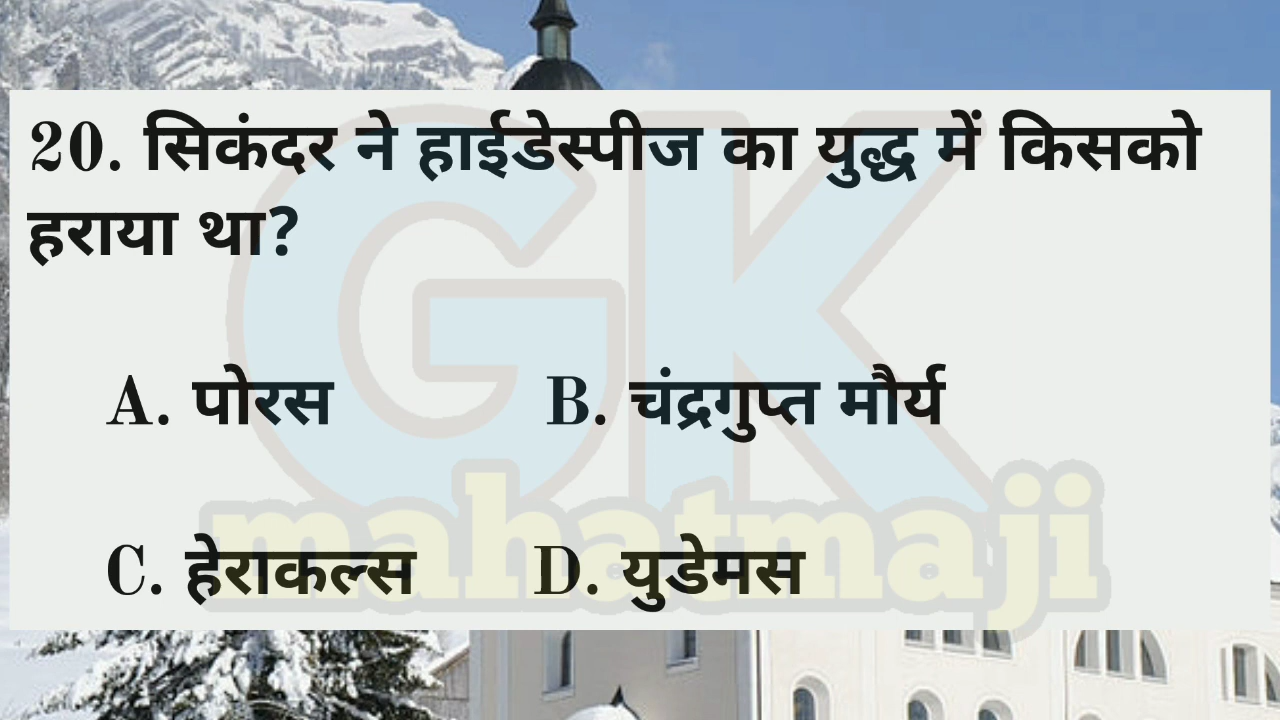 20. सिकंदर ने हाईडेस्पीज का युद्ध में किसको
हराया था?
A. पोरस B. चंद्रगुप्त मौर्य
C. हेराकल्स D. युडेमस
GK
mahatmaji